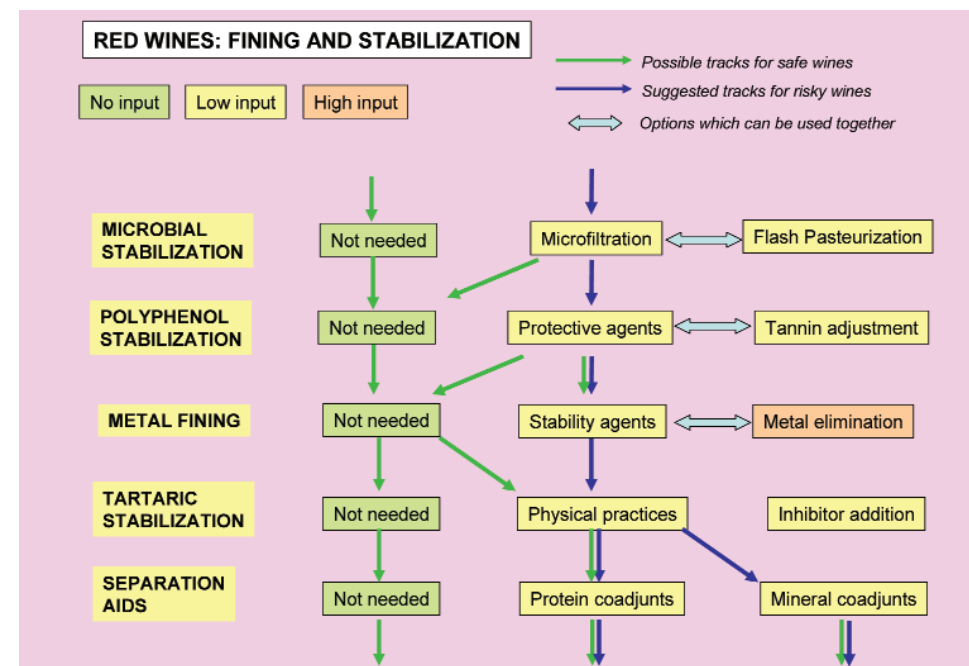 RED WINES: FINING AND STABILIZATION
Possible tracks for safe wines
Suggested tracks for risky wines
Options which can be used together
No input
Low input
High input
MICROBIAL
STABILIZATION
Not needed
Microfiltration
Flash Pasteurization
POLYPHENOL
STABILIZATION
Not needed
Protective agents
Tannin adjustment
METAL FINING
Not needed
Stability agents
Metal elimination
TARTARIC
STABILIZATION
Not needed
Physical practices
Inhibitor addition
SEPARATION
AIDS
Not needed
Protein coadjunts
Mineral coadjunts